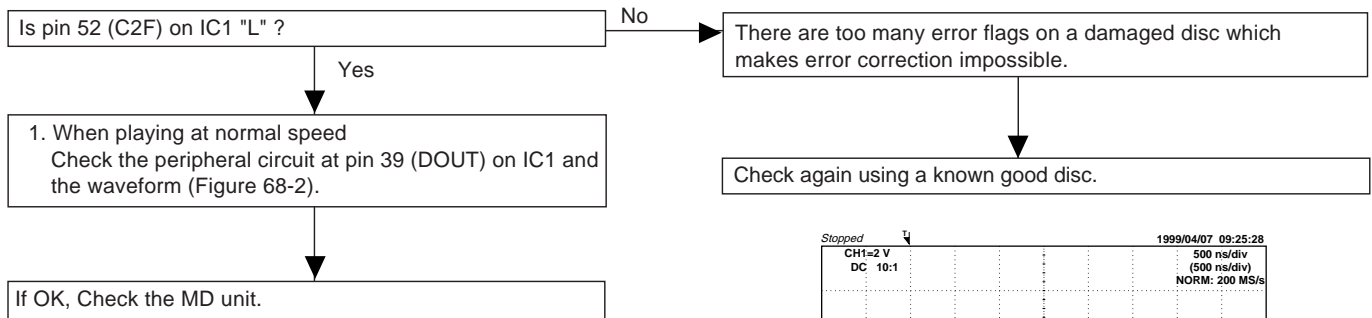 Is pin 52 (C2F) on IC1 "L" ?
No
There are too many error flags on a damaged disc which
makes error correction impossible.
Yes
1. When playing at normal speed
Check the peripheral circuit at pin 39 (DOUT) on IC1 and
the waveform (Figure 68-2).
Check again using a known good disc.
If OK, Check the MD unit.
Stopped
T
1999/04/07 09:25:28
CH1=2 V
500 ns/div
DC 10:1
(500 ns/div)
NORM: 200 MS/s